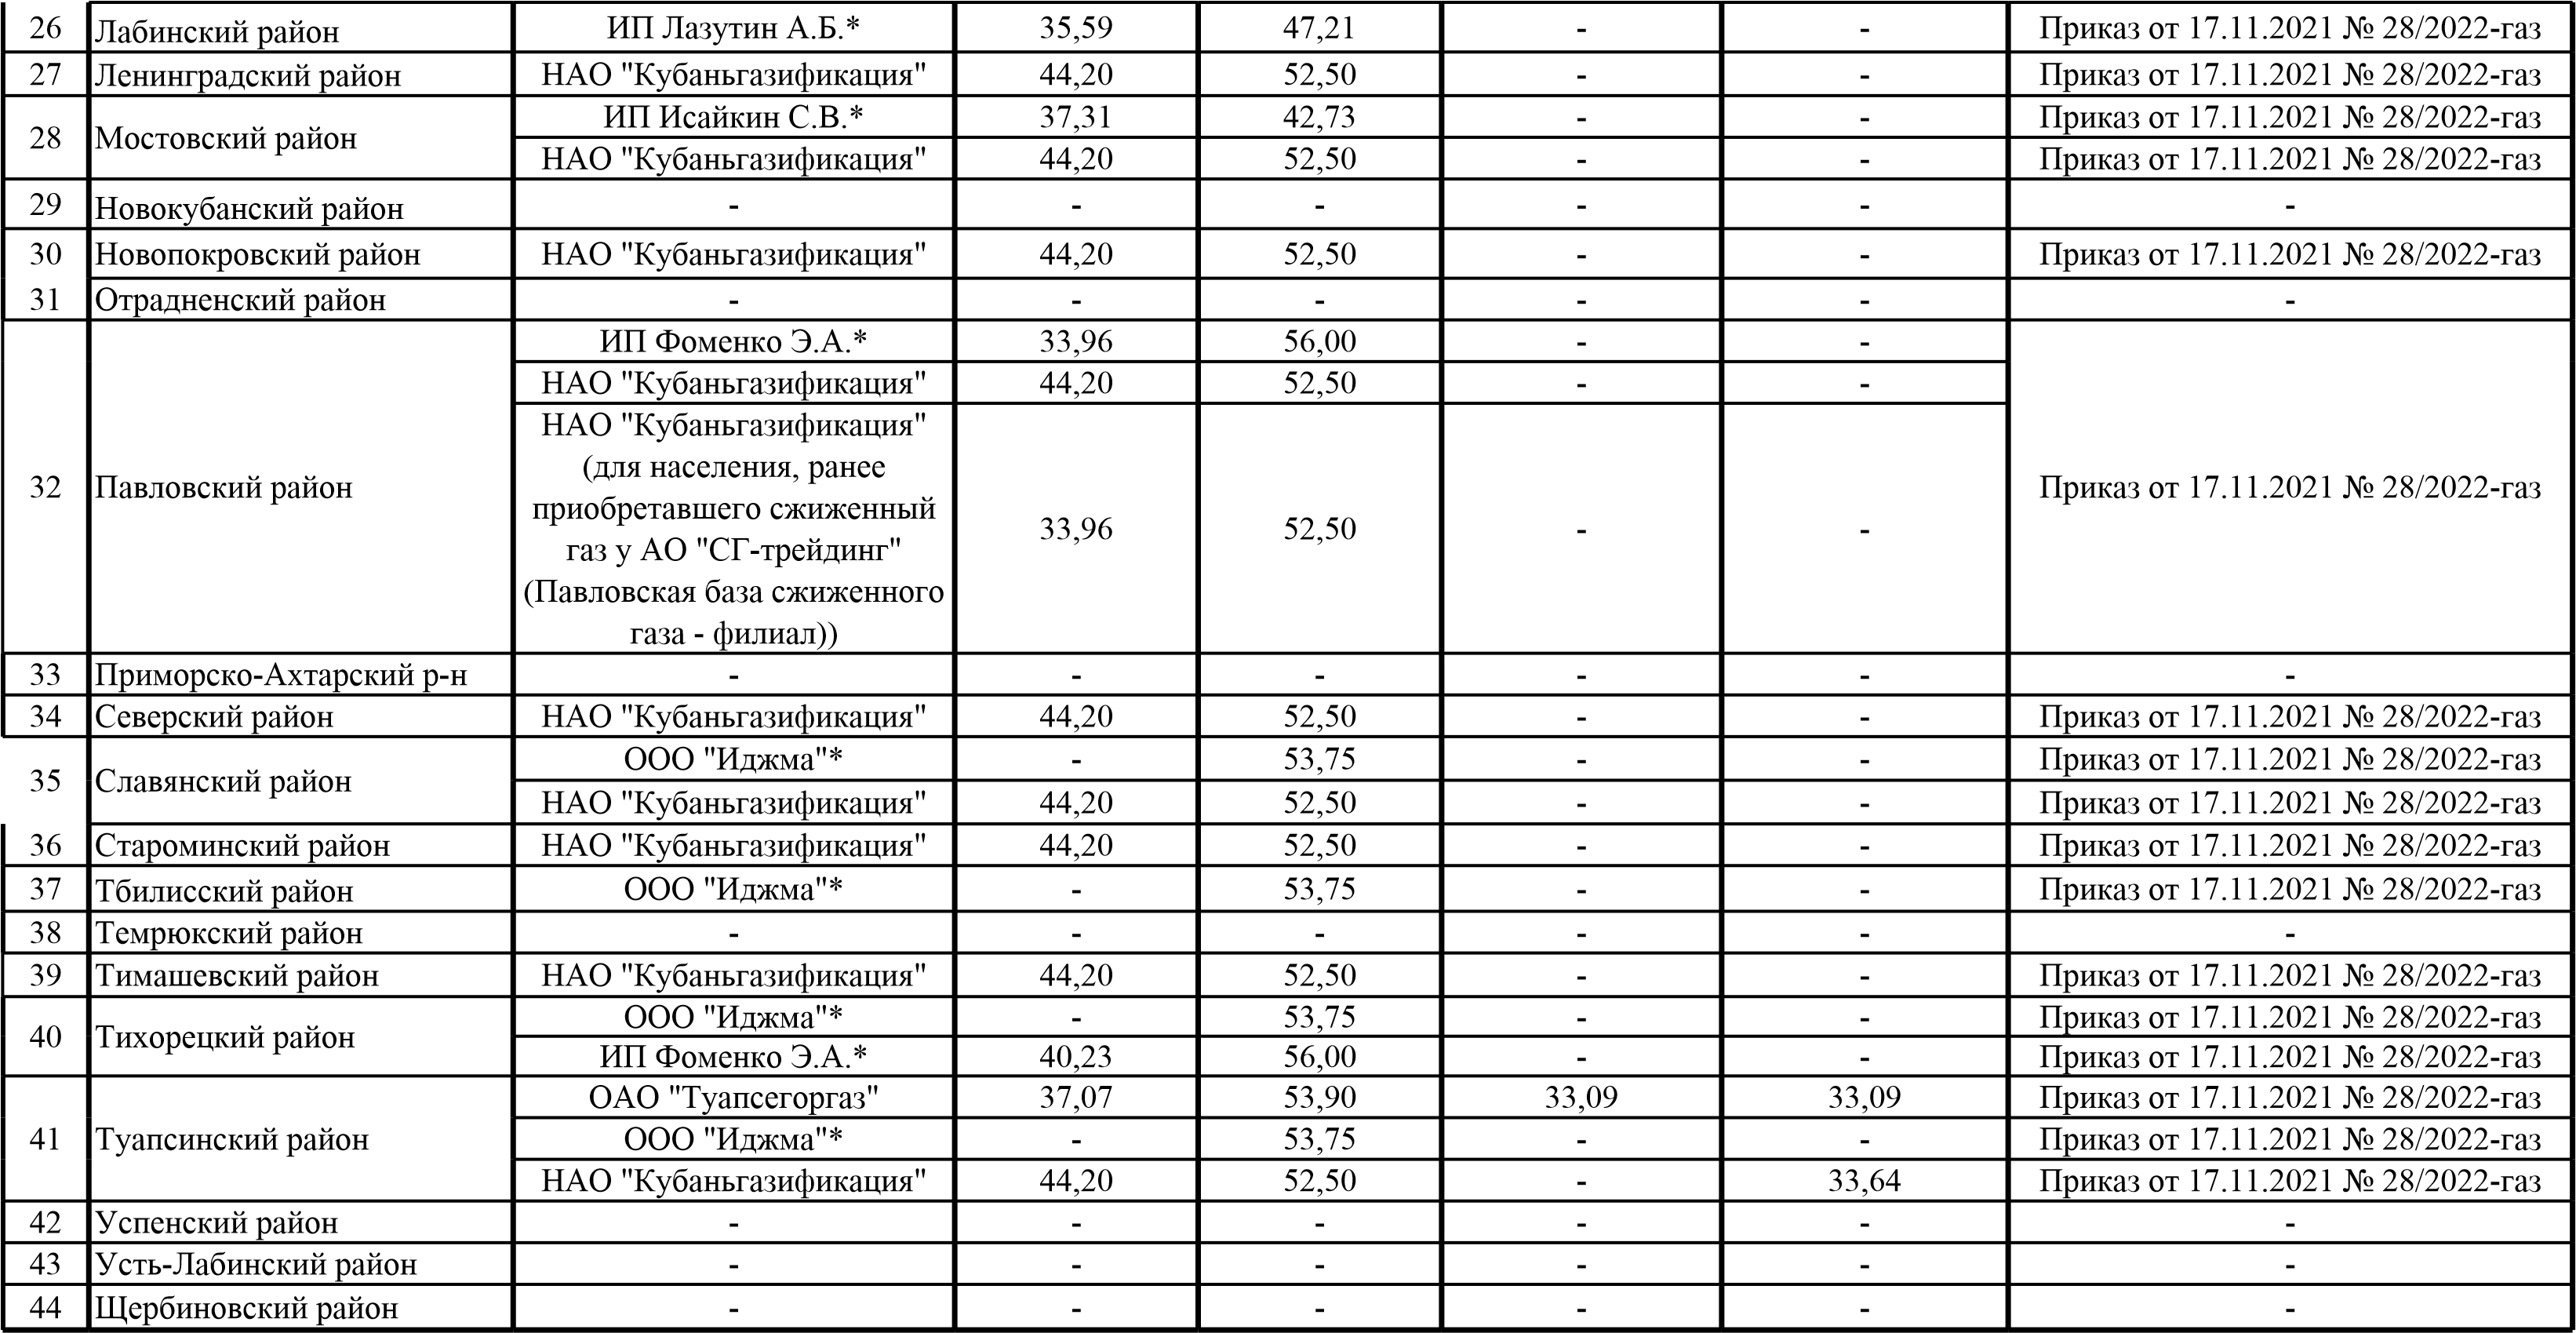 26 Лабинский район ИП Лазутин А.Б.* 35,59 47,21 - - Приказ от 17.11.2021 № 28/2022-газ
27 Ленинградский район НАО "Кубаньгазификация" 44,20 52,50 - - Приказ от 17.11.2021 № 28/2022-газ
28 Мостовский район ИП Исайкин С.В.* 37,31 42,73 - - Приказ от 17.11.2021 № 28/2022-газ
НАО "Кубаньгазификация" 44,20 52,50 - - Приказ от 17.11.2021 № 28/2022-газ
29 Новокубанский район - - - - - -
30 Новопокровский район НАО "Кубаньгазификация" 44,20 52,50 - - Приказ от 17.11.2021 № 28/2022-газ
31 Отрадненский район - - - - - -
32 Павловский район ИП Фоменко Э.А.* 33,96 56,00 - - Приказ от 17.11.2021 № 28/2022-газ
НАО "Кубаньгазификация" 44,20 52,50 - -
НАО "Кубаньгазификация"
(для населения, ранее
приобретавшего сжиженный
газ у АО "СГ-трейдинг"
(Павловская база сжиженного
газа - филиал)) 33,96 52,50 - -
33 Приморско-Ахтарский р-н - - - - - -
34 Северский район НАО "Кубаньгазификация" 44,20 52,50 - - Приказ от 17.11.2021 № 28/2022-газ
35 Славянский район ООО "Иджма"* - 53,75 - - Приказ от 17.11.2021 № 28/2022-газ
НАО "Кубаньгазификация" 44,20 52,50 - - Приказ от 17.11.2021 № 28/2022-газ
36 Староминский район НАО "Кубаньгазификация" 44,20 52,50 - - Приказ от 17.11.2021 № 28/2022-газ
37 Тбилисский район ООО "Иджма"* - 53,75 - - Приказ от 17.11.2021 № 28/2022-газ
38 Темрюкский район - - - - - -
39 Тимашевский район НАО "Кубаньгазификация" 44,20 52,50 - - Приказ от 17.11.2021 № 28/2022-газ
40 Тихорецкий район ООО "Иджма"* - 53,75 - - Приказ от 17.11.2021 № 28/2022-газ
ИП Фоменко Э.А.* 40,23 56,00 - - Приказ от 17.11.2021 № 28/2022-газ
41 Туапсинский район ОАО "Туапсегоргаз" 37,07 53,90 33,09 33,09 Приказ от 17.11.2021 № 28/2022-газ
ООО "Иджма"* - 53,75 - - Приказ от 17.11.2021 № 28/2022-газ
НАО "Кубаньгазификация" 44,20 52,50 - 33,64 Приказ от 17.11.2021 № 28/2022-газ
42 Успенский район - - - - - -
43 Усть-Лабинский район - - - - - -
44 Щербиновский район - - - - - -